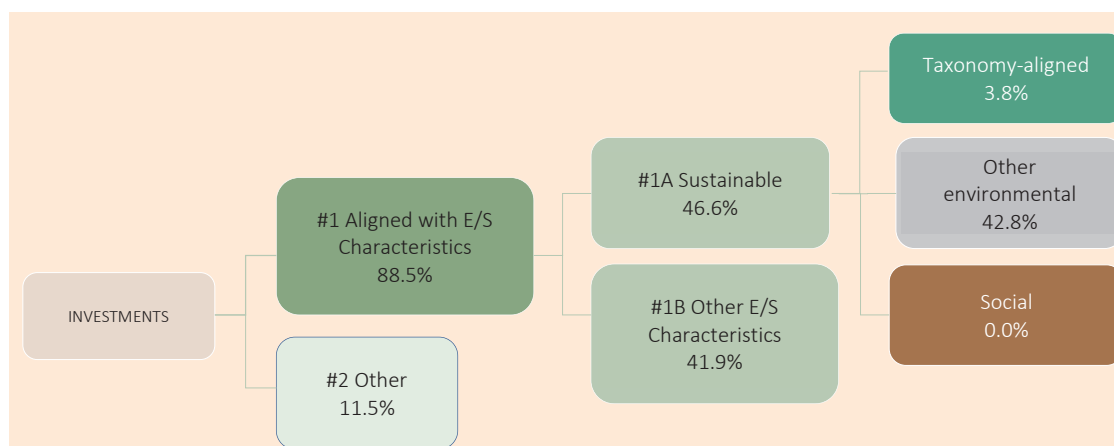 INVESTMENTS
#1 Aligned with E/S
Characteristics
88.5%
#2 Other
11.5%
#1A Sustainable
46.6%
#1B Other E/S
Characteristics
41.9%
Taxonomy-aligned
3.8%
Other
environmental
42.8%
Social
0.0%